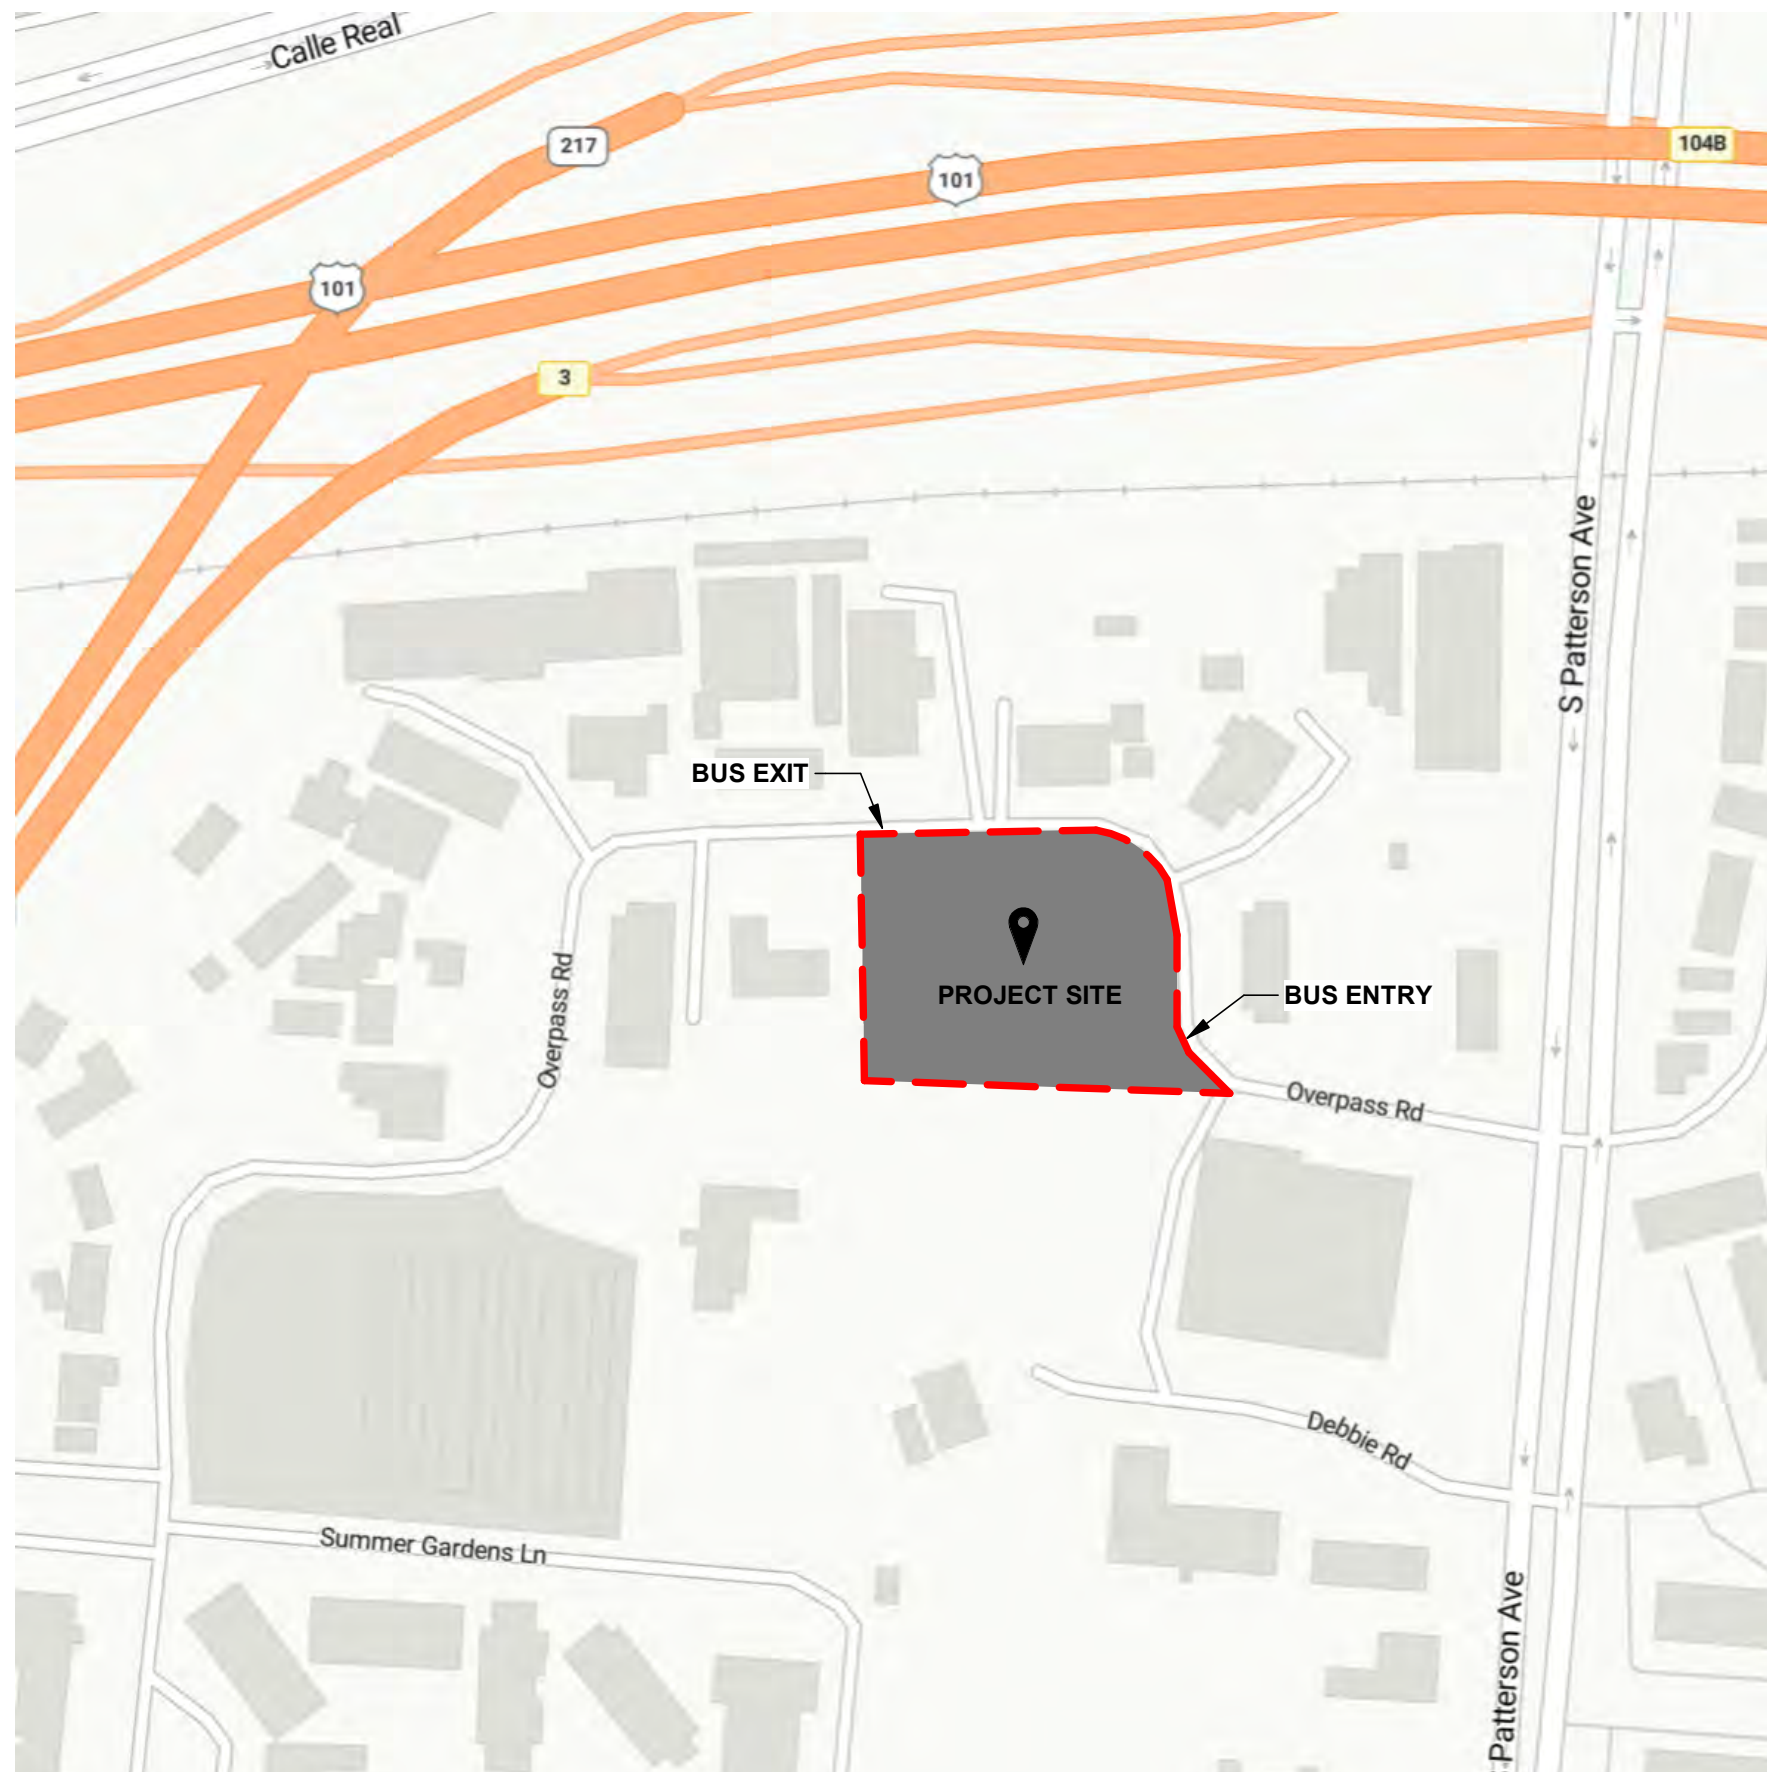 Calle Real
217
104B
101
101
3
S Patterson Ave
BUS EXIT
PROJECT SITE
BUS ENTRY
Overpass Rd
Overpass Rd
Debbie Rd
Summer Gardens Ln
Patterson Ave